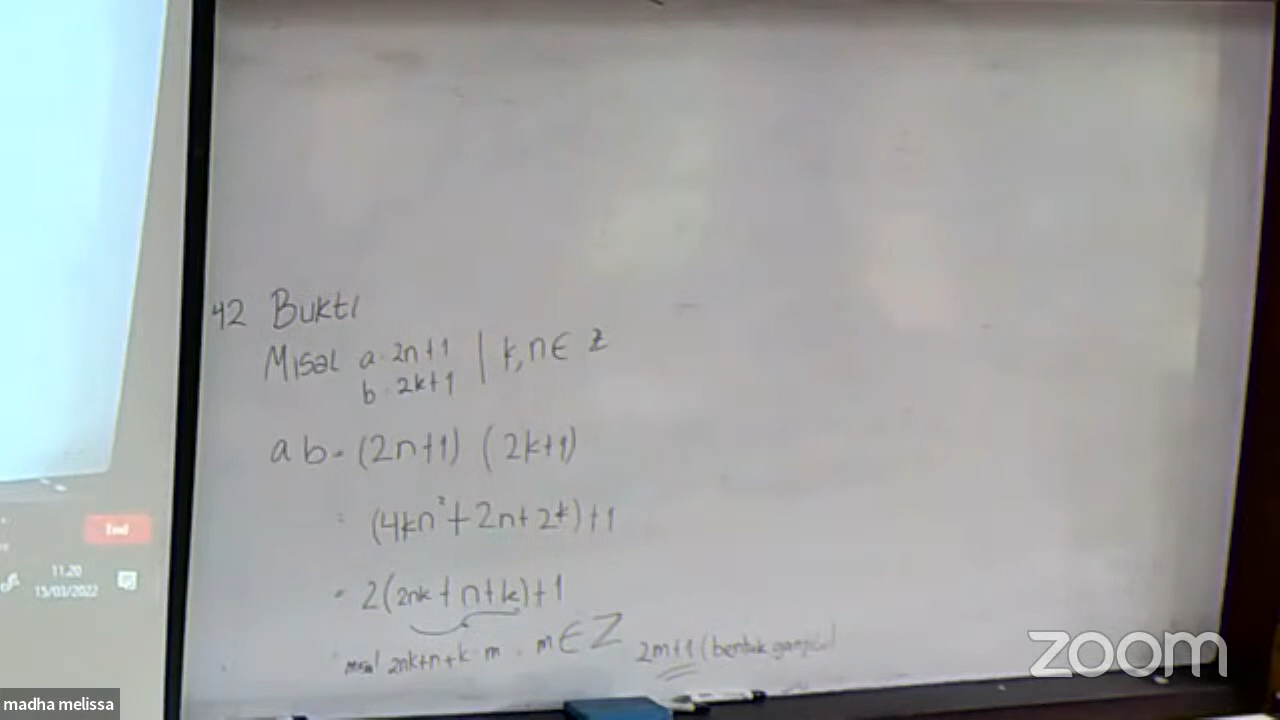 42 Bukti
Misal a = 2n+1 | k, n ∈ Z
b = 2k+1
ab = (2n+1) (2k+1)
= (4kn² + 2n + 2k) + 1
= 2(2nk + n + k) + 1
misal 2nk+n+k = m , m ∈ Z 2m+1 (bentuk ganjil)
End
11.20
15/03/2022
zoom
madha melissa